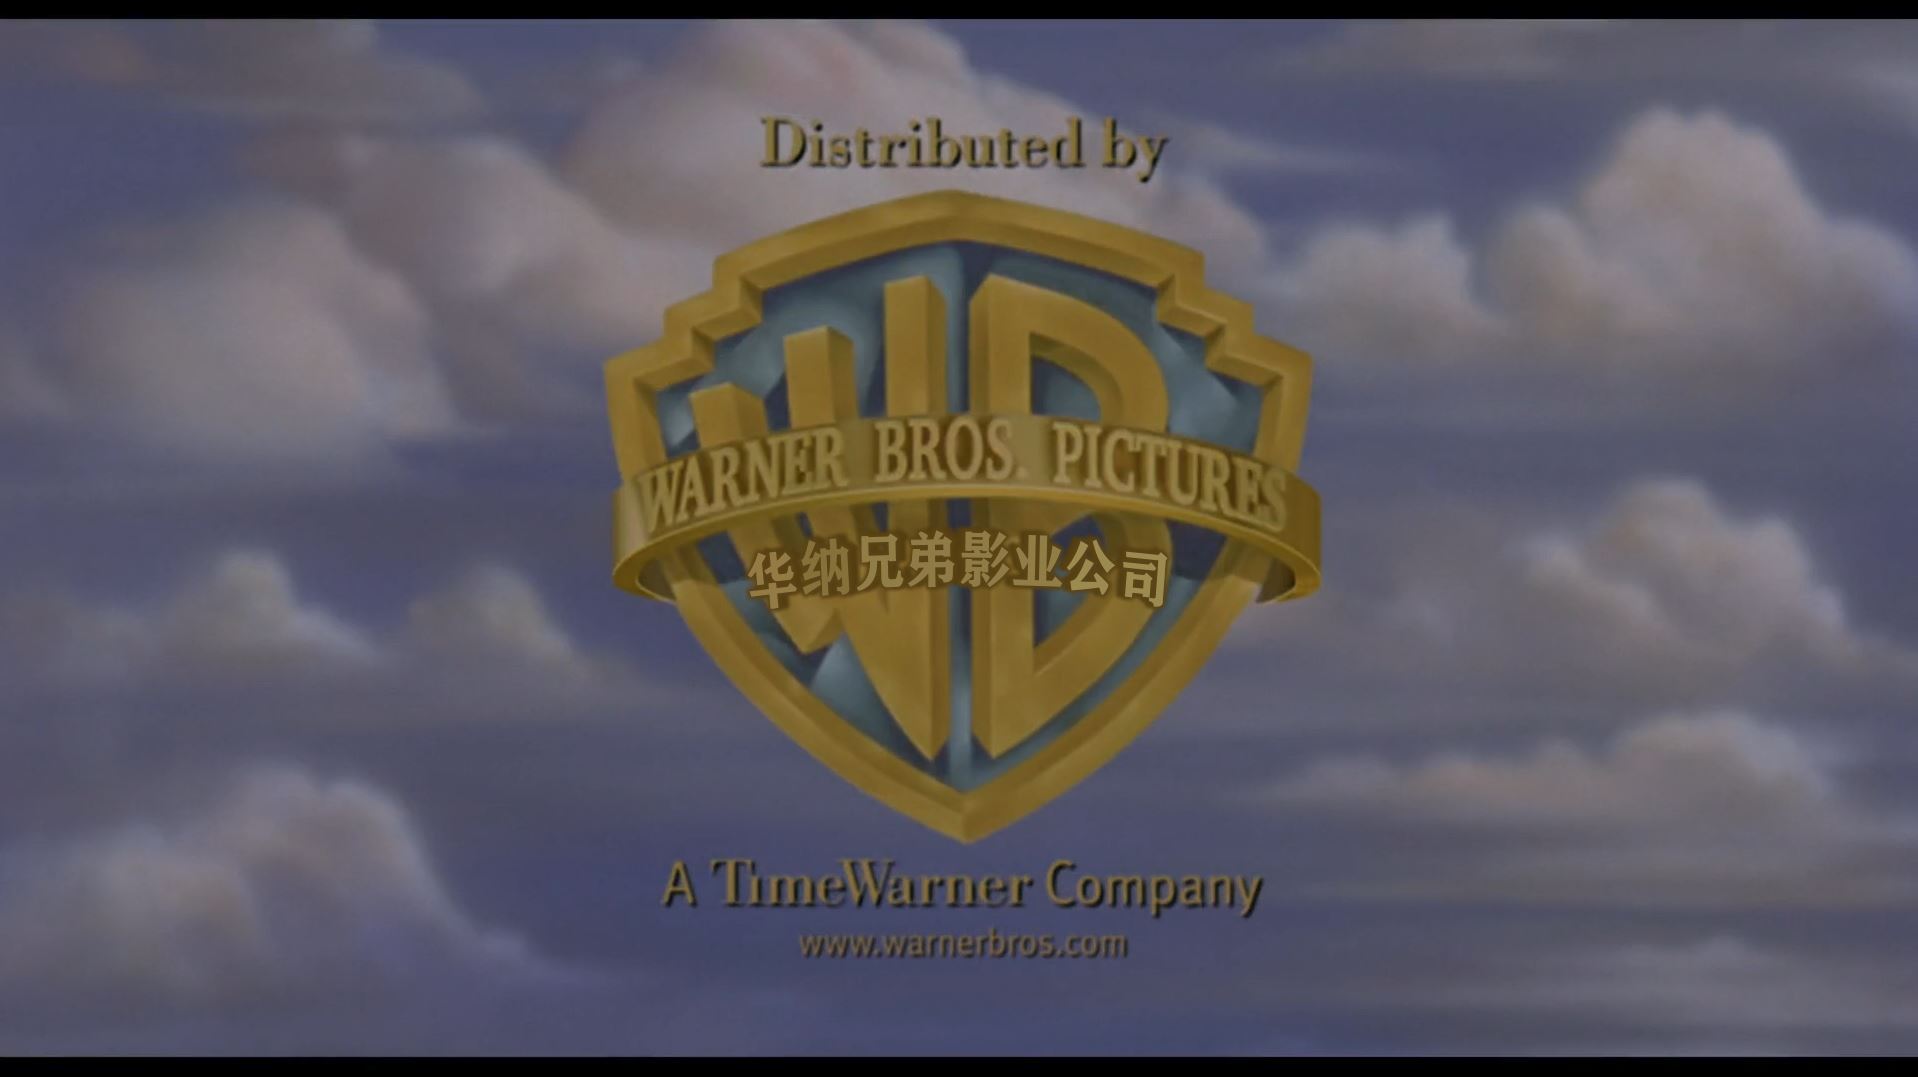 Distributed by
WB
WARNER BROS. PICTURES
华纳兄弟影业公司
A TimeWarner Company
www.warnerbros.com